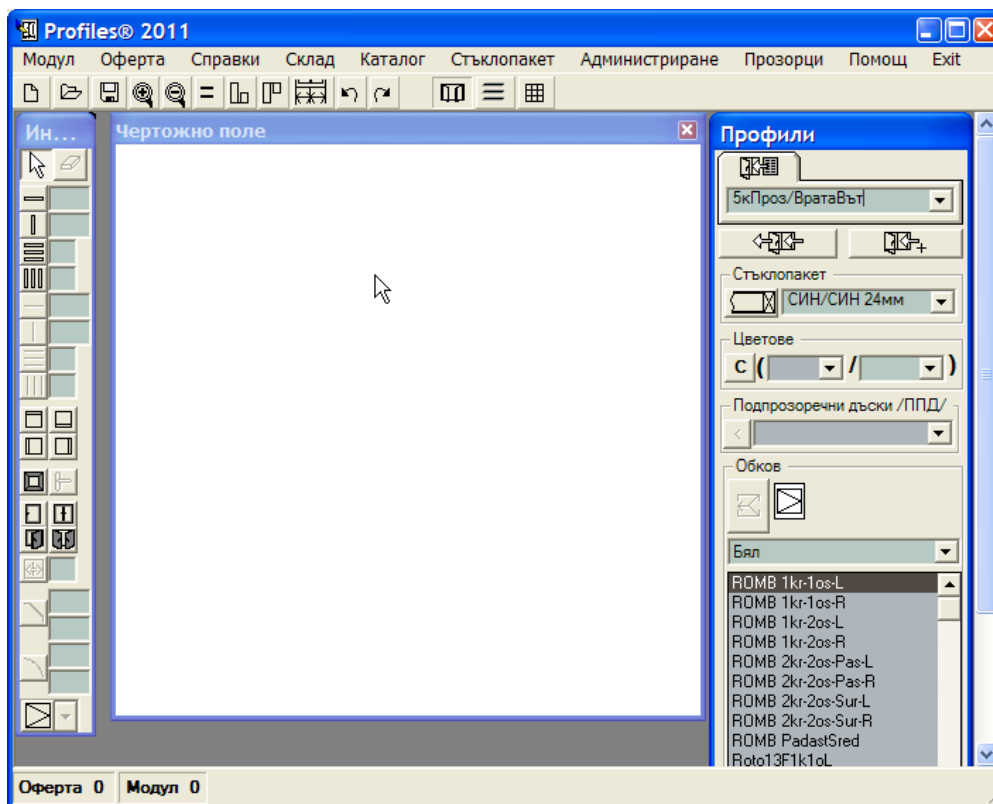 Profiles® 2011
Модул Оферта Справки Склад Каталог Стъклопакет Администриране Прозорци Помощ Exit
Ин...
Чертожно поле
Профили
5кПроз/ВратаВът
Стъклопакет
СИН/СИН 24мм
Цветове
C ( / )
Подпрозоречни дъски /ППД/
<
Обков
Бял
ROMB 1kr-1os-L
ROMB 1kr-1os-R
ROMB 1kr-2os-L
ROMB 1kr-2os-R
ROMB 2kr-2os-Pas-L
ROMB 2kr-2os-Pas-R
ROMB 2kr-2os-Sur-L
ROMB 2kr-2os-Sur-R
ROMB PadastSred
Roto13F1k1oL
Оферта 0 Модул 0